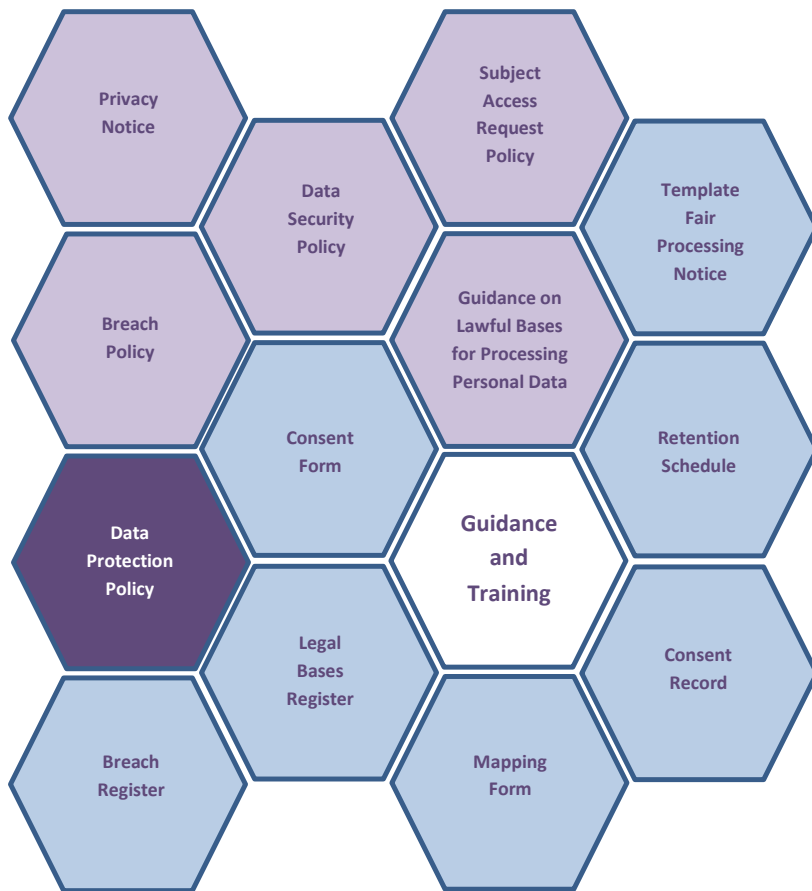 Privacy
Notice
Subject
Access
Request
Policy
Data
Security
Policy
Template
Fair
Processing
Notice
Breach
Policy
Guidance on
Lawful Bases
for Processing
Personal Data
Consent
Form
Retention
Schedule
Data
Protection
Policy
Guidance
and
Training
Legal
Bases
Register
Consent
Record
Breach
Register
Mapping
Form